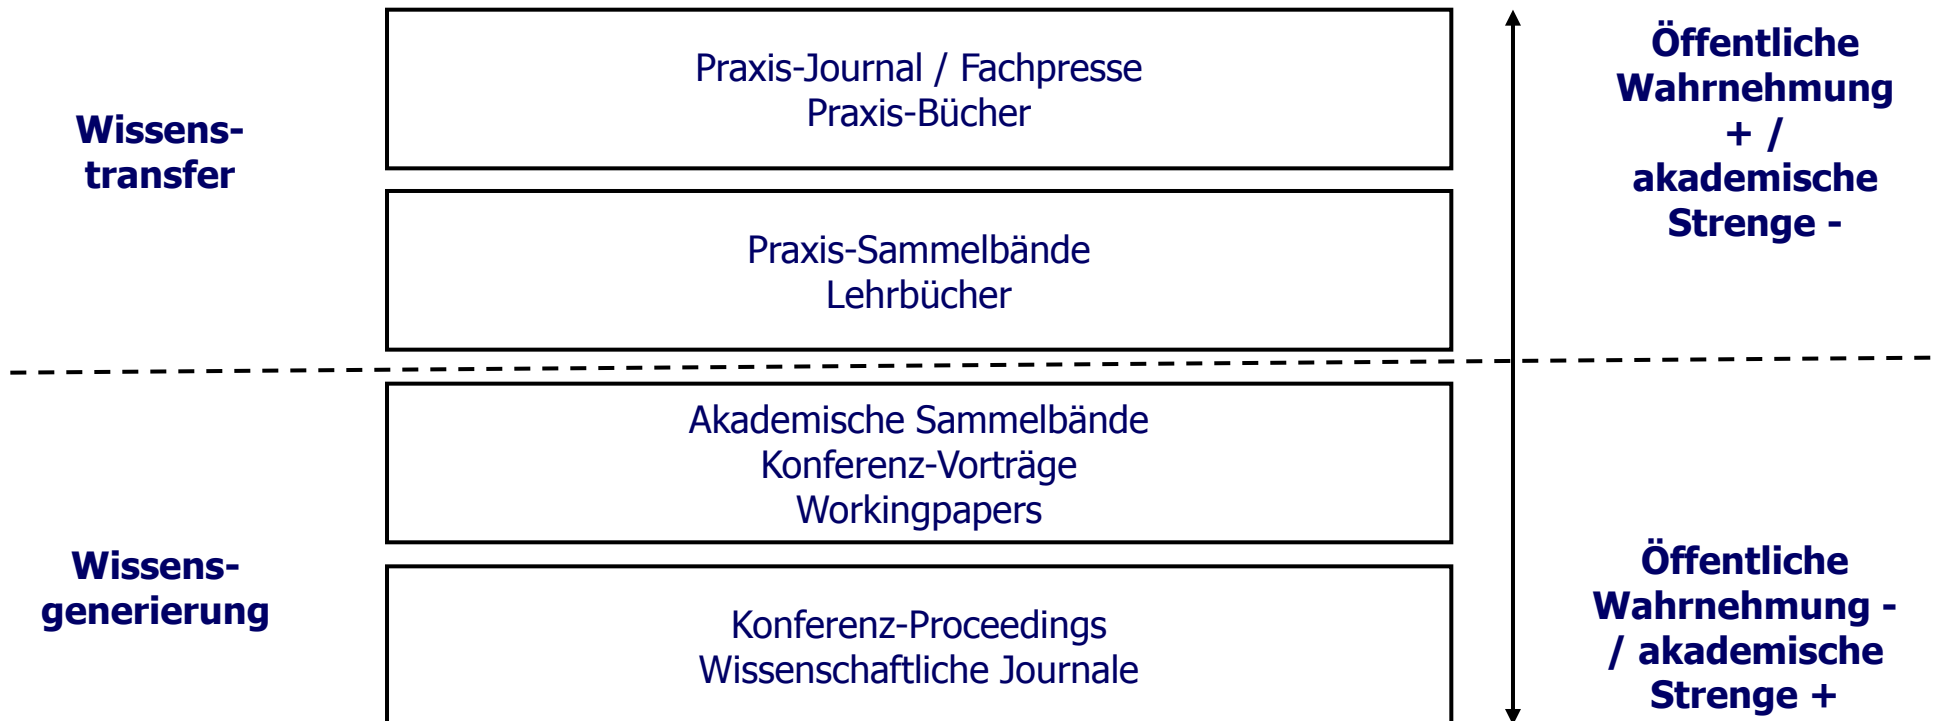 Wissens-
transfer
Praxis-Journal / Fachpresse
Praxis-Bücher
Praxis-Sammelbände
Lehrbücher
Öffentliche
Wahrnehmung
+ /
akademische
Strenge -
Wissens-
generierung
Akademische Sammelbände
Konferenz-Vorträge
Workingpapers
Konferenz-Proceedings
Wissenschaftliche Journale
Öffentliche
Wahrnehmung -
/ akademische
Strenge +